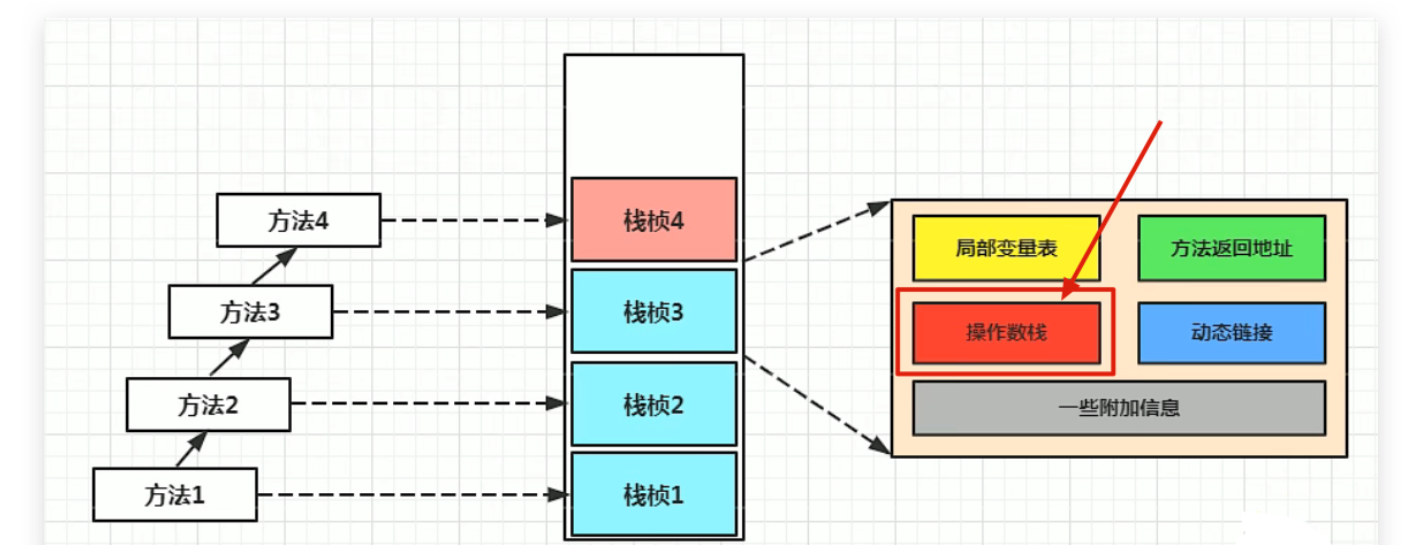 方法4
方法3
方法2
方法1
栈桢4
栈桢3
栈桢2
栈桢1
局部变量表
方法返回地址
操作数栈
动态链接
一些附加信息